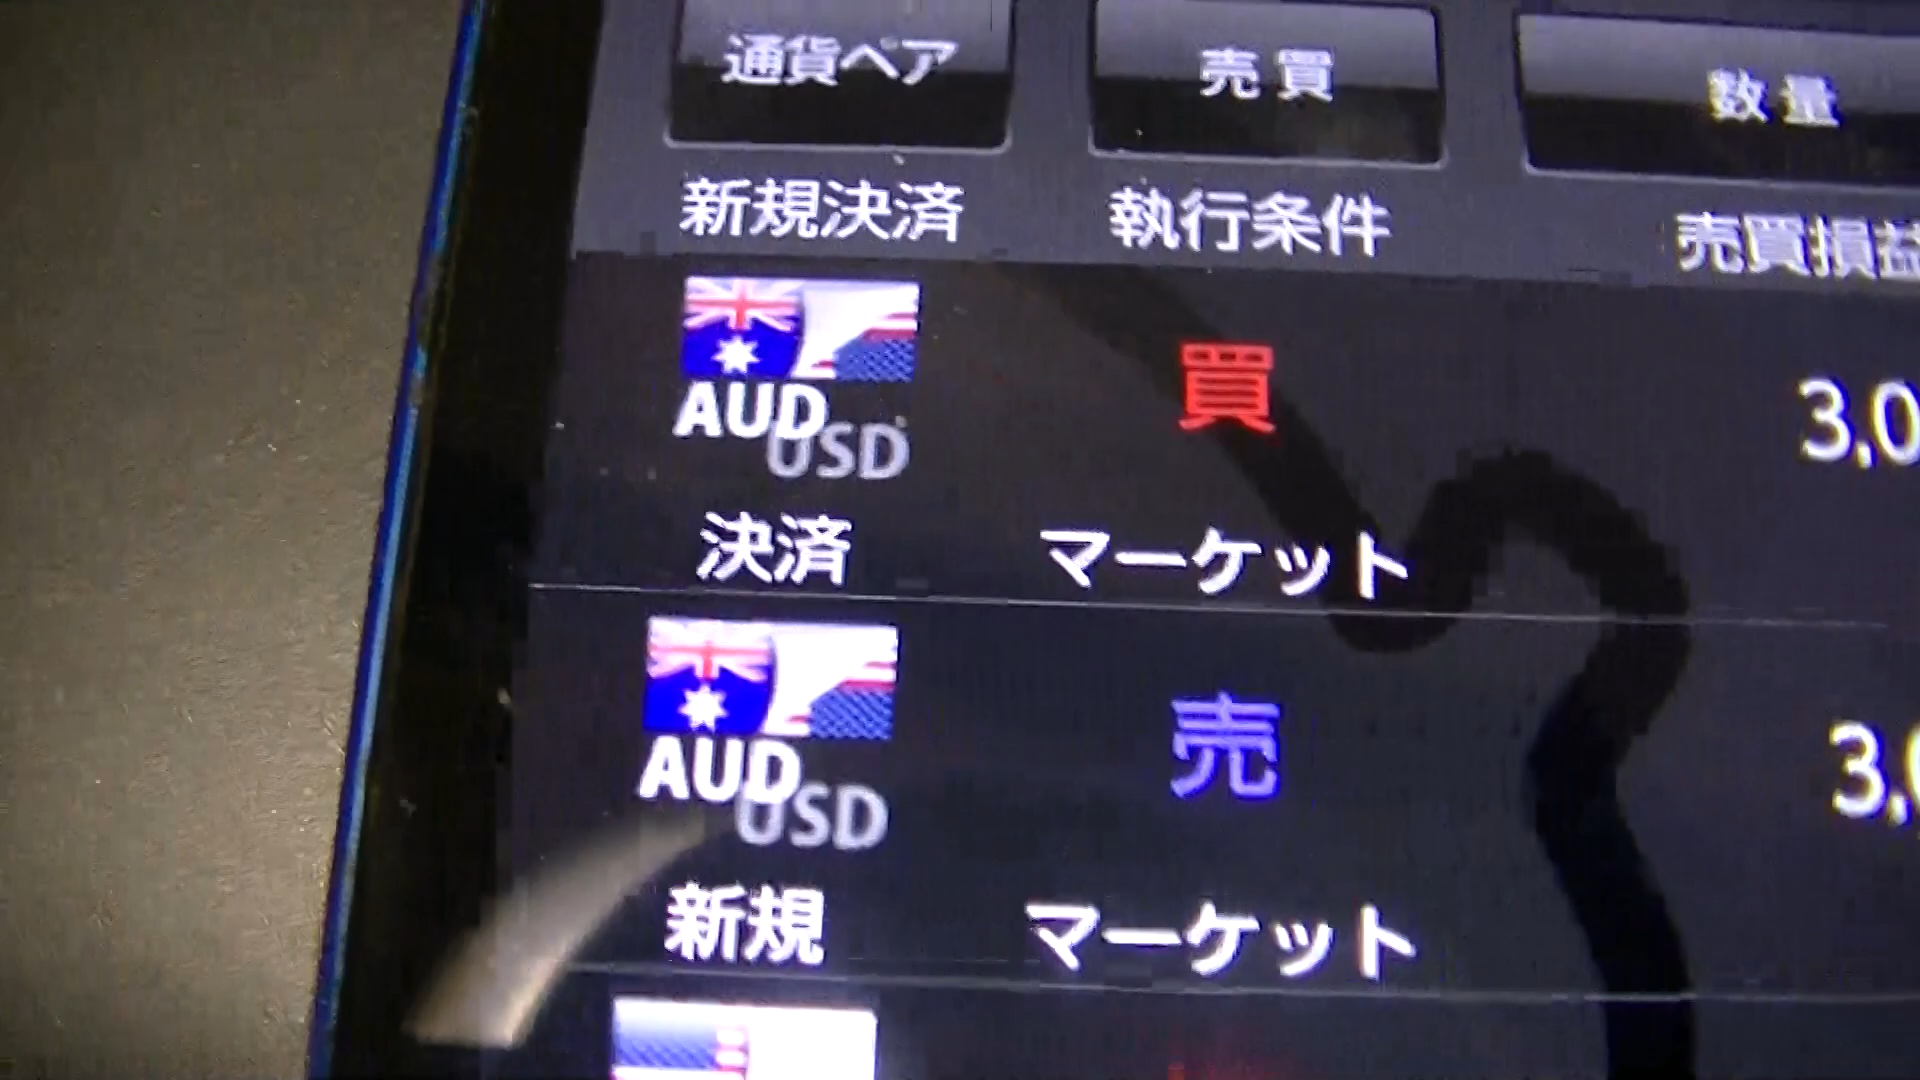 通貨ペア 売買 数量
新規決済 執行条件 売買損益
AUD 買 3,0
USD
決済 マーケット
AUD 売 3,
USD
新規 マーケット